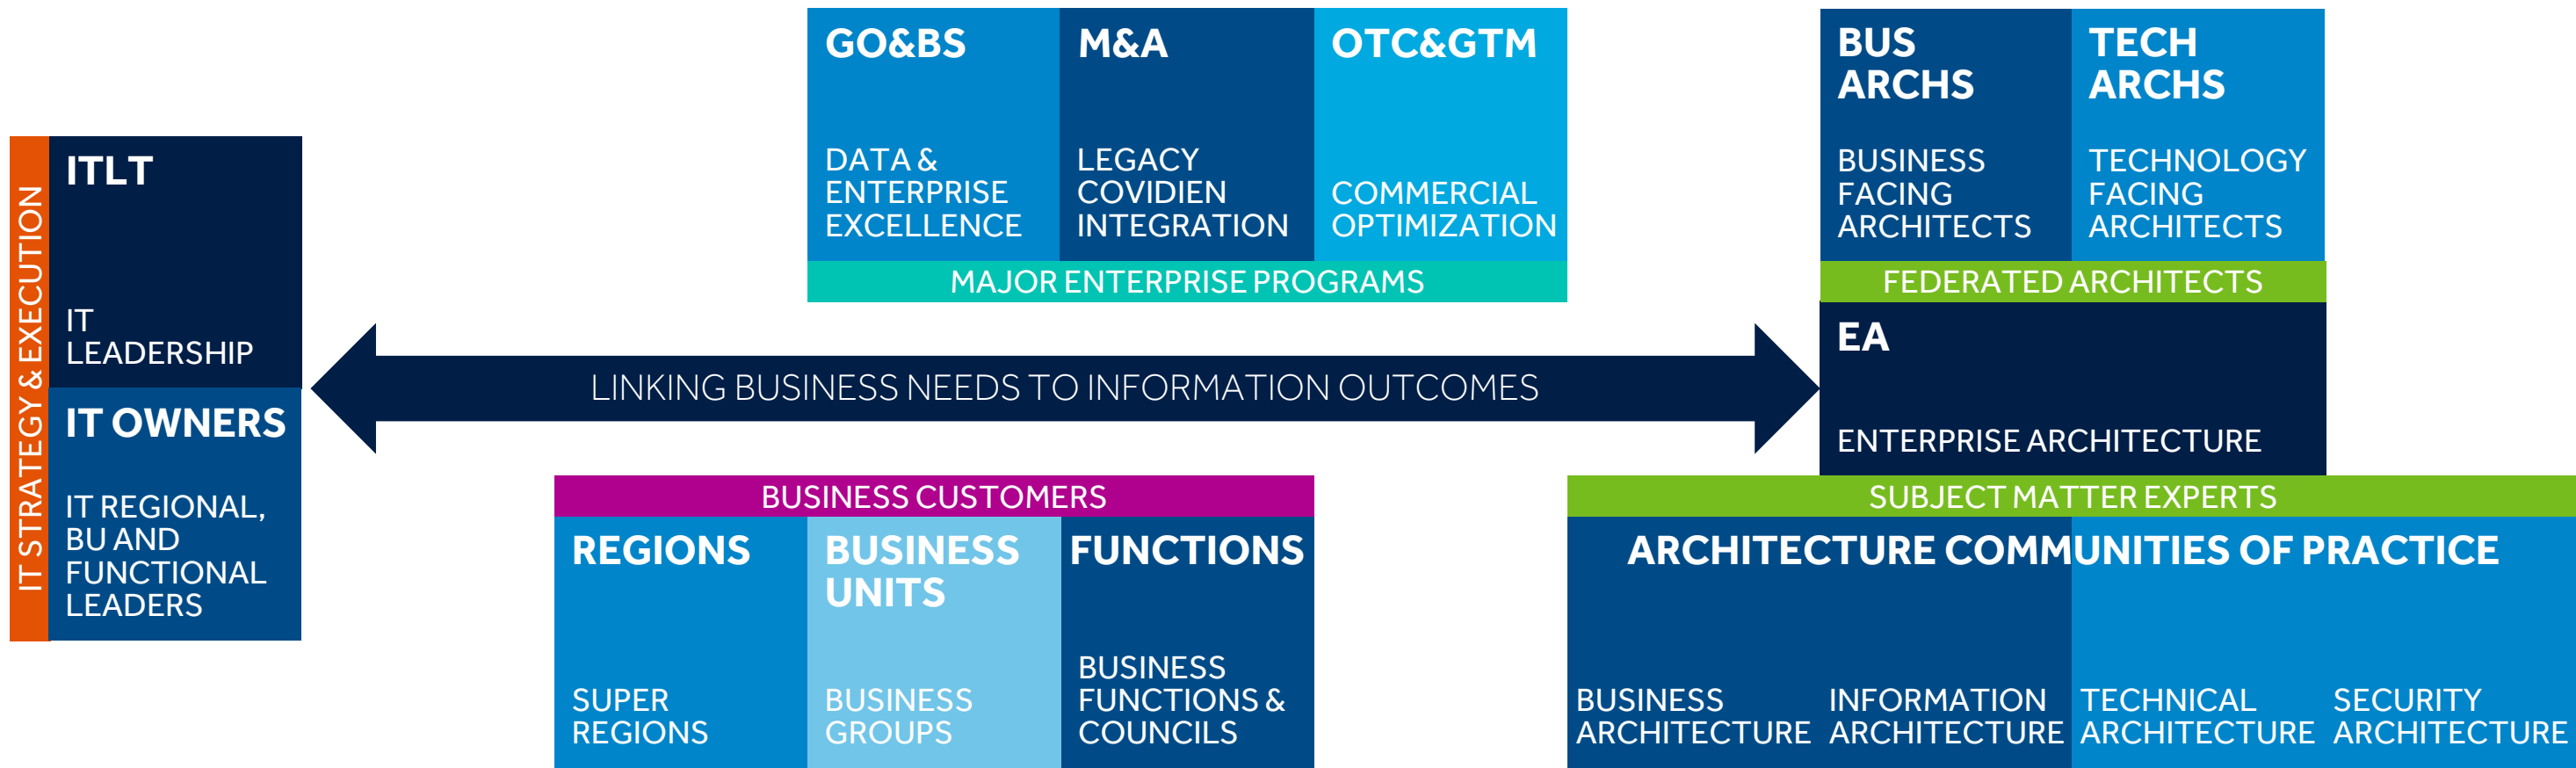 IT STRATEGY & EXECUTION
ITLT
IT
LEADERSHIP
IT OWNERS
IT REGIONAL,
BU AND
FUNCTIONAL
LEADERS
GO&BS
DATA &
ENTERPRISE
EXCELLENCE
M&A
LEGACY
COVIDIEN
INTEGRATION
OTC&GTM
COMMERCIAL
OPTIMIZATION
MAJOR ENTERPRISE PROGRAMS
LINKING BUSINESS NEEDS TO INFORMATION OUTCOMES
BUSINESS CUSTOMERS
REGIONS
SUPER
REGIONS
BUSINESS
UNITS
BUSINESS
GROUPS
FUNCTIONS
BUSINESS
FUNCTIONS &
COUNCILS
BUS
ARCHS
BUSINESS
FACING
ARCHITECTS
TECH
ARCHS
TECHNOLOGY
FACING
ARCHITECTS
FEDERATED ARCHITECTS
EA
ENTERPRISE ARCHITECTURE
SUBJECT MATTER EXPERTS
ARCHITECTURE COMMUNITIES OF PRACTICE
BUSINESS
ARCHITECTURE
INFORMATION
ARCHITECTURE
TECHNICAL
ARCHITECTURE
SECURITY
ARCHITECTURE